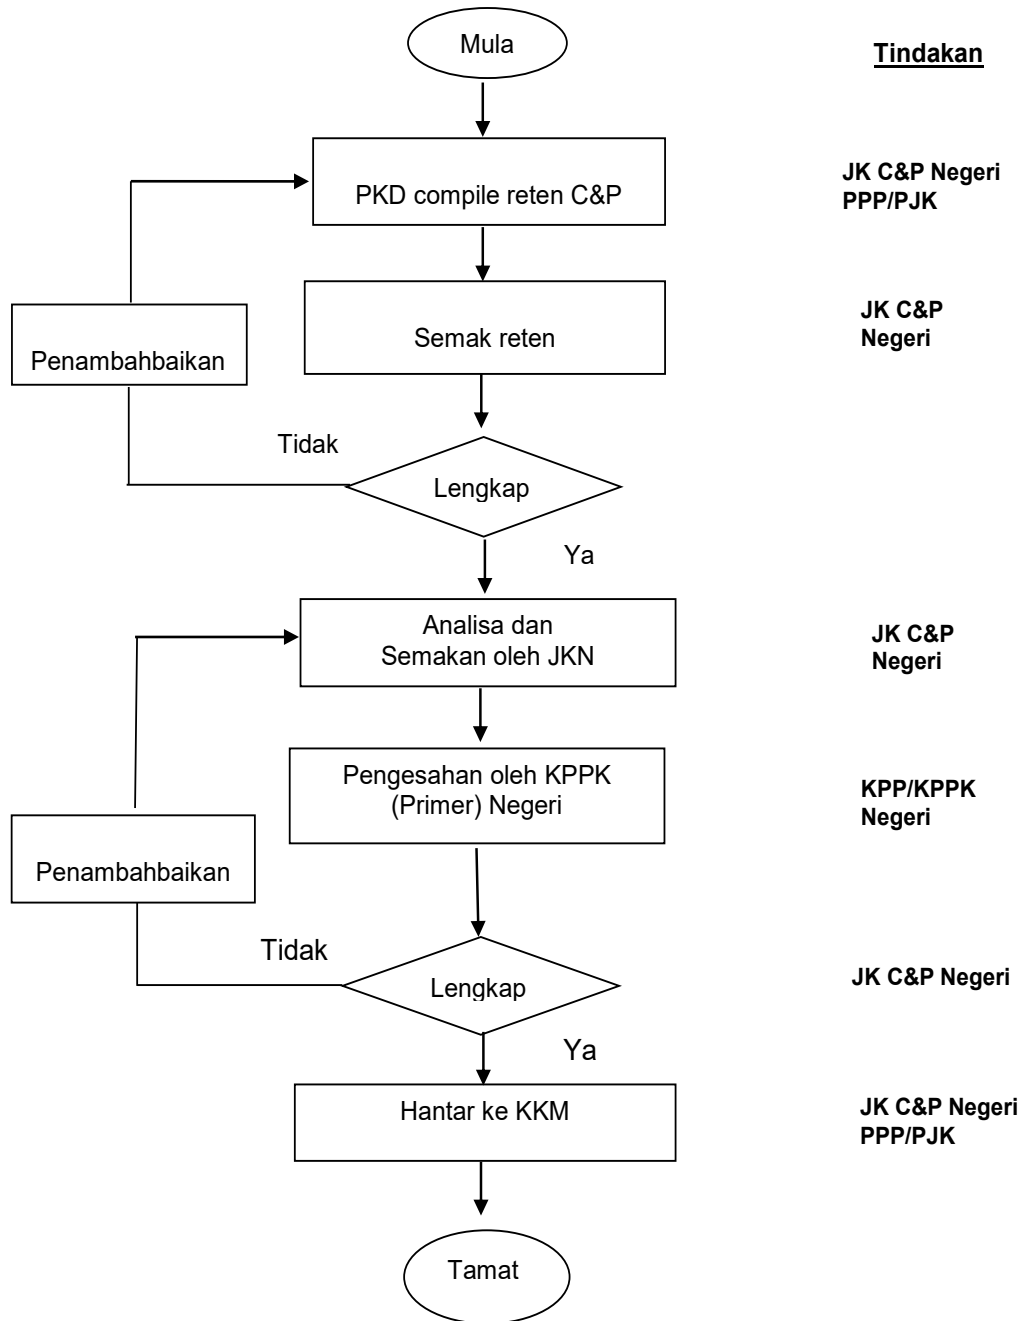 Mula
Tindakan
PKD compile reten C&P
JK C&P Negeri
PPP/PJK
Semak reten
JK C&P
Negeri
Penambahbaikan
Tidak
Lengkap
Ya
Analisa dan
Semakan oleh JKN
JK C&P
Negeri
Pengesahan oleh KPPK
(Primer) Negeri
KPP/KPPK
Negeri
Penambahbaikan
Tidak
Lengkap
JK C&P Negeri
Ya
Hantar ke KKM
JK C&P Negeri
PPP/PJK
Tamat